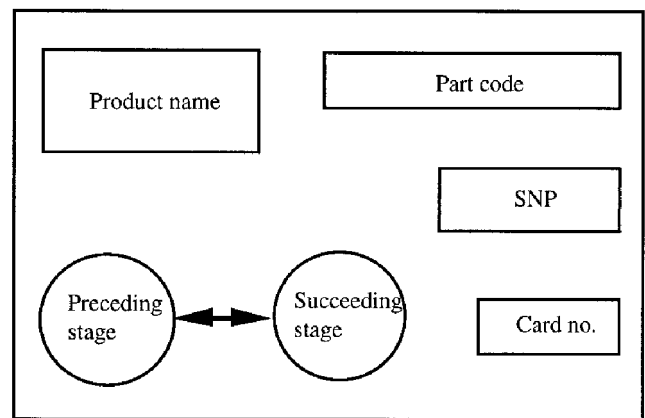 Product name
Part code
SNP
Preceding
stage
Succeeding
stage
Card no.